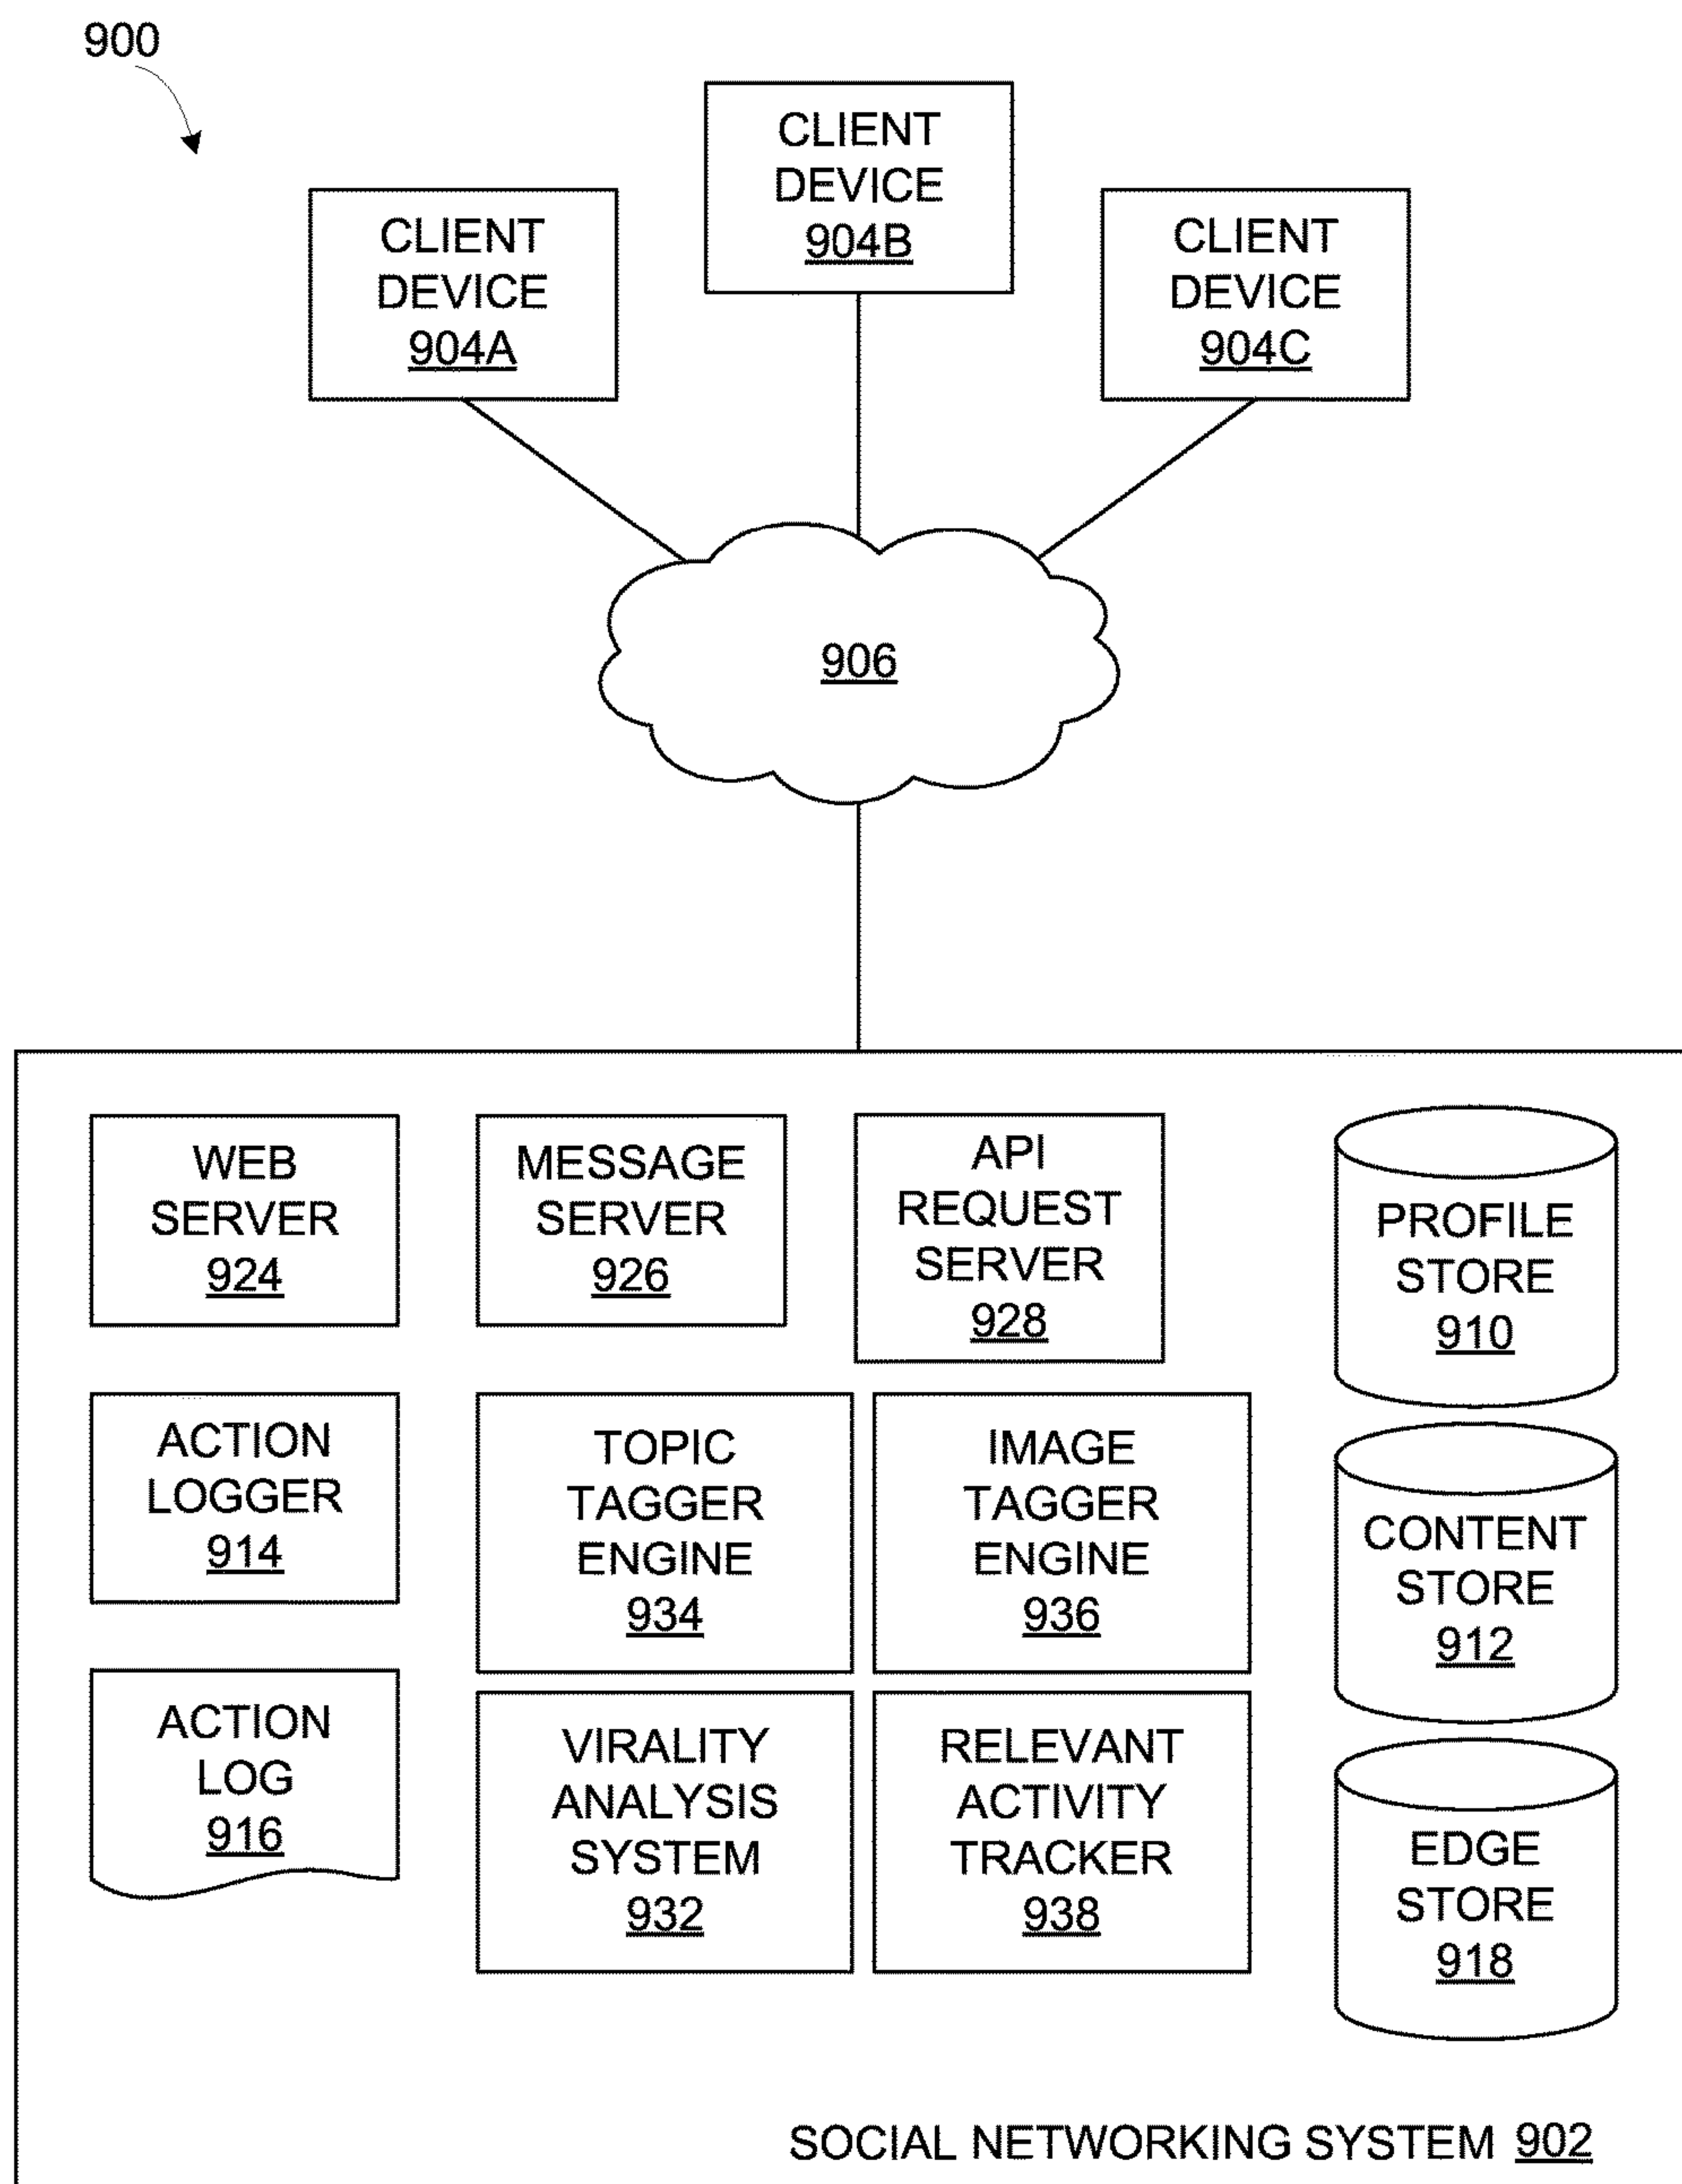 900
CLIENT
DEVICE
904A
CLIENT
DEVICE
904B
CLIENT
DEVICE
904C
906
WEB
SERVER
924
MESSAGE
SERVER
926
API
REQUEST
SERVER
928
PROFILE
STORE
910
ACTION
LOGGER
914
TOPIC
TAGGER
ENGINE
934
IMAGE
TAGGER
ENGINE
936
CONTENT
STORE
912
ACTION
LOG
916
VIRALITY
ANALYSIS
SYSTEM
932
RELEVANT
ACTIVITY
TRACKER
938
EDGE
STORE
918
SOCIAL NETWORKING SYSTEM 902